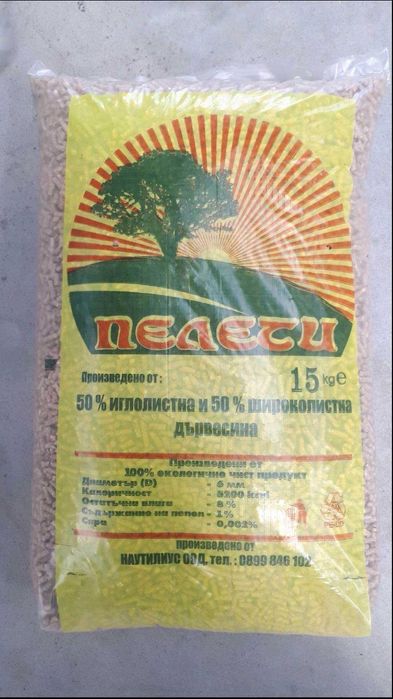 ПЕЛЕТИ
Произведено от:
15 kg e
50 % иглолистна и 50 % широколистна
дървесина
Произведени от
100% екологично чист продукт
Диаметър (D) - 6 мм
Калоричност - 5200 kcal
Остатъчна влага - 8 %
Съдържание на пепел - 1%
Сяра - 0,002%
произведено от
НАУТИЛИУС ООД, тел. : 0899 846 102